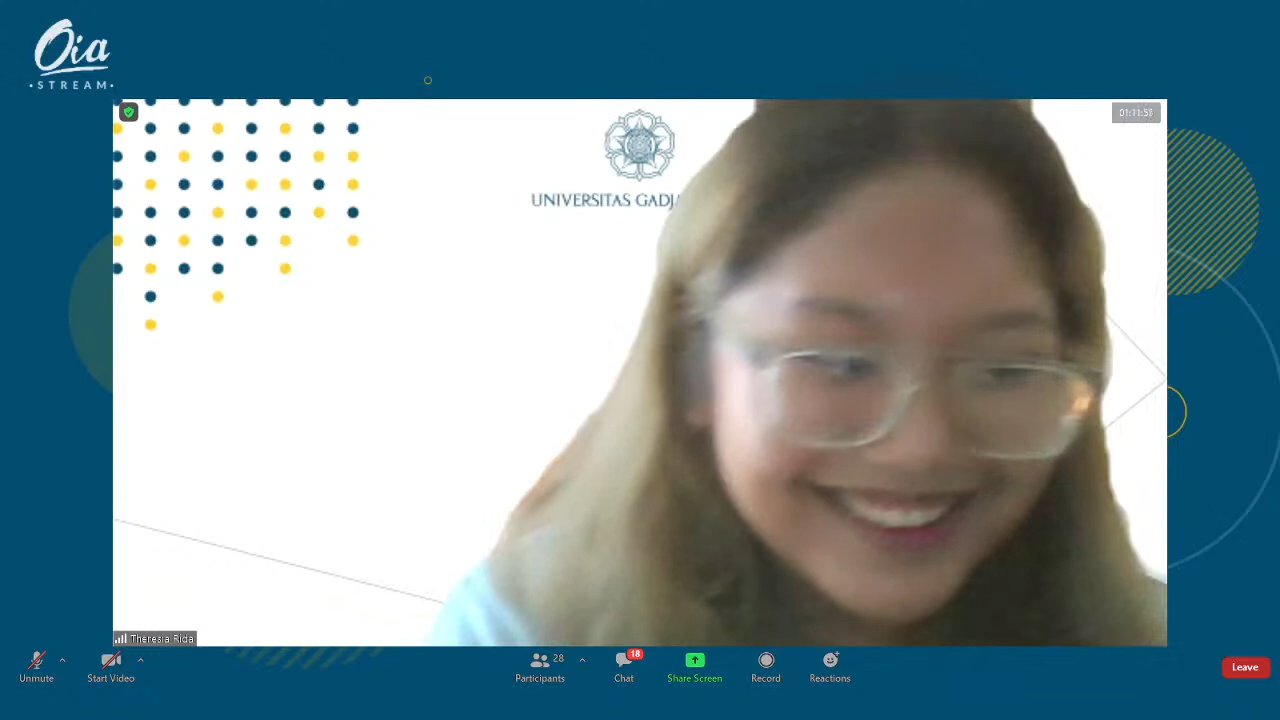 Oia
•STREAM•
UNIVERSITAS GADJ
01:11:58
Theresia Rida
Unmute
Start Video
28
Participants
18
Chat
Share Screen
Record
Reactions
Leave